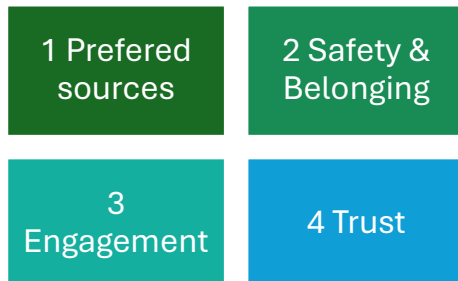 1 Prefered
sources
2 Safety &
Belonging
3
Engagement
4 Trust